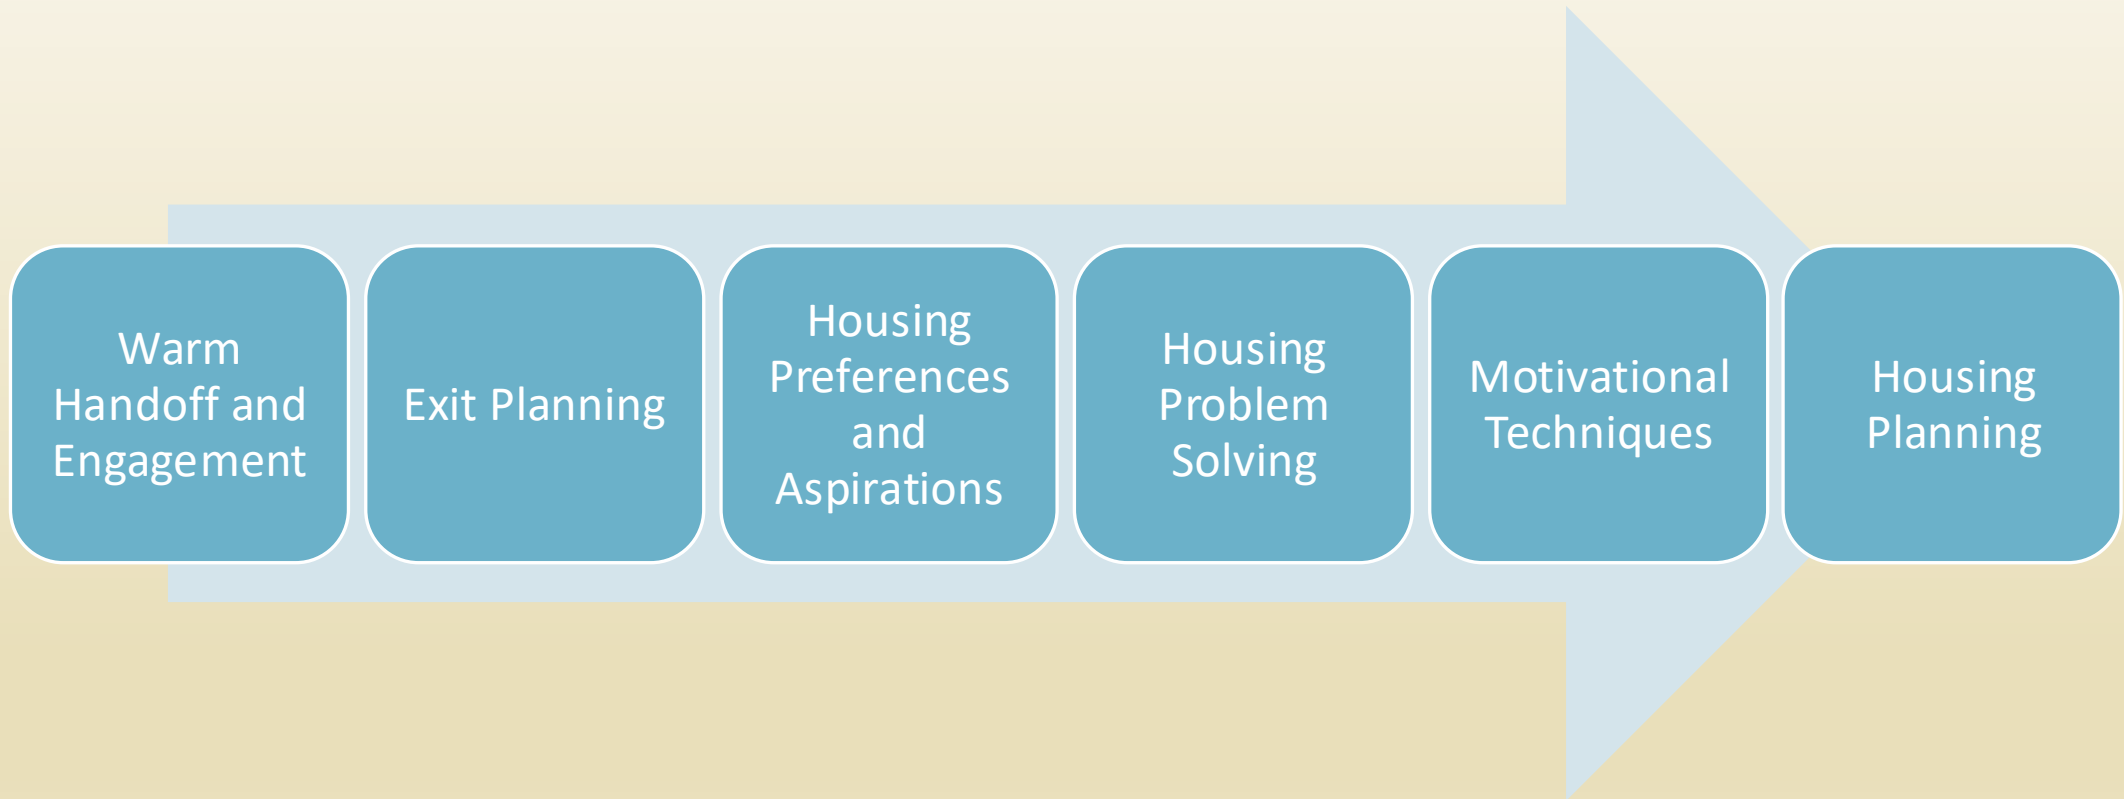 Warm
Handoff and
Engagement
Exit Planning
Housing
Preferences
and
Aspirations
Housing
Problem
Solving
Motivational
Techniques
Housing
Planning